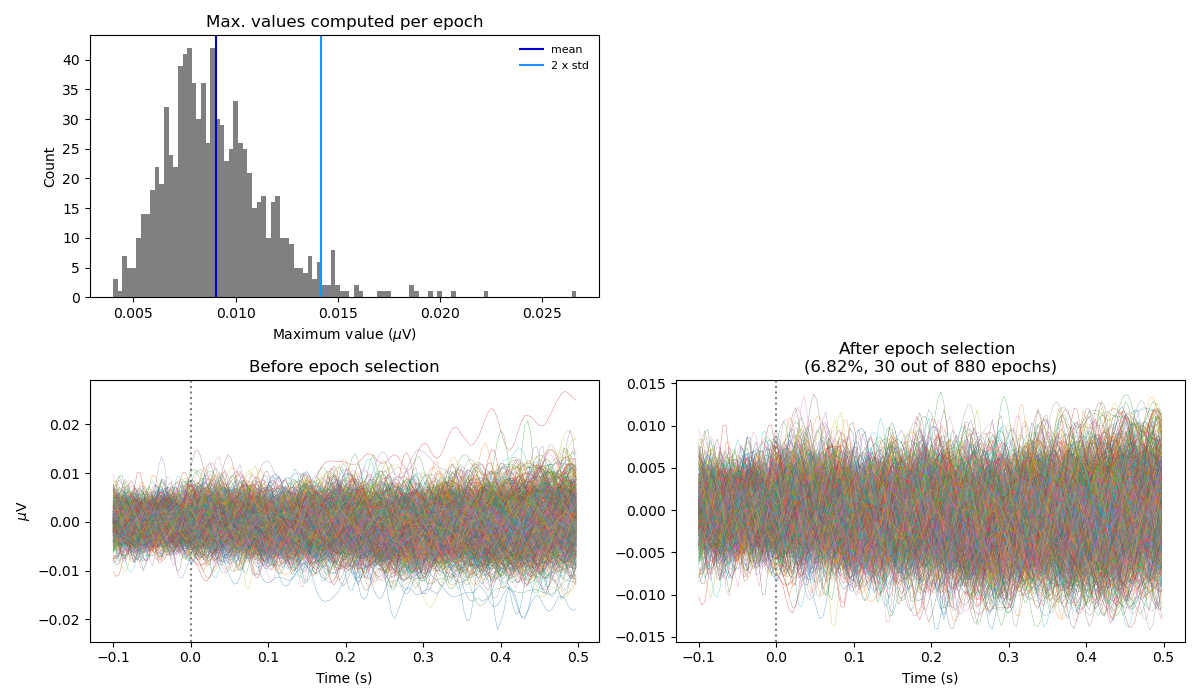 Max. values computed per epoch
mean
2 x std
40
35
30
25
20
15
10
5
0
Count
0.005 0.010 0.015 0.020 0.025
Maximum value (μV)
Before epoch selection
0.02
0.01
0.00
−0.01
−0.02
μV
−0.1 0.0 0.1 0.2 0.3 0.4 0.5
Time (s)
After epoch selection
(6.82%, 30 out of 880 epochs)
0.015
0.010
0.005
0.000
−0.005
−0.010
−0.015
−0.1 0.0 0.1 0.2 0.3 0.4 0.5
Time (s)